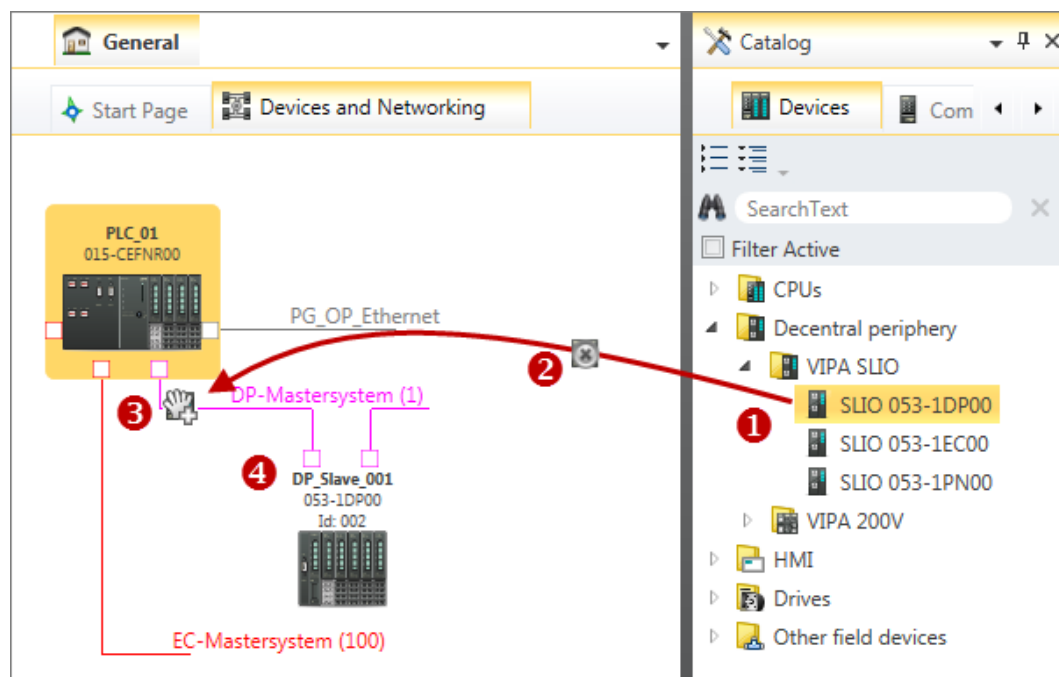 General
Start Page
Devices and Networking
PLC_01
015-CEFNR00
PG_OP_Ethernet
2
3
DP-Mastersystem (1)
4
DP_Slave_001
053-1DP00
Id: 002
EC-Mastersystem (100)
Catalog
Devices
Com
SearchText
Filter Active
CPUs
Decentral periphery
VIPA SLIO
1
SLIO 053-1DP00
SLIO 053-1EC00
SLIO 053-1PN00
VIPA 200V
HMI
Drives
Other field devices